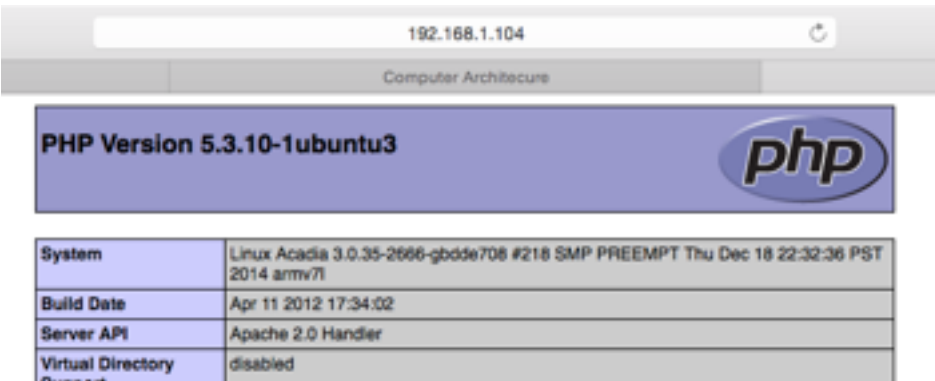 192.168.1.104
Computer Architecure
PHP Version 5.3.10-1ubuntu3
php
System Linux Acadia 3.0.35-2666-gbdde708 #218 SMP PREEMPT Thu Dec 18 22:32:36 PST
2014 armv7l
Build Date Apr 11 2012 17:34:02
Server API Apache 2.0 Handler
Virtual Directory disabled
Support